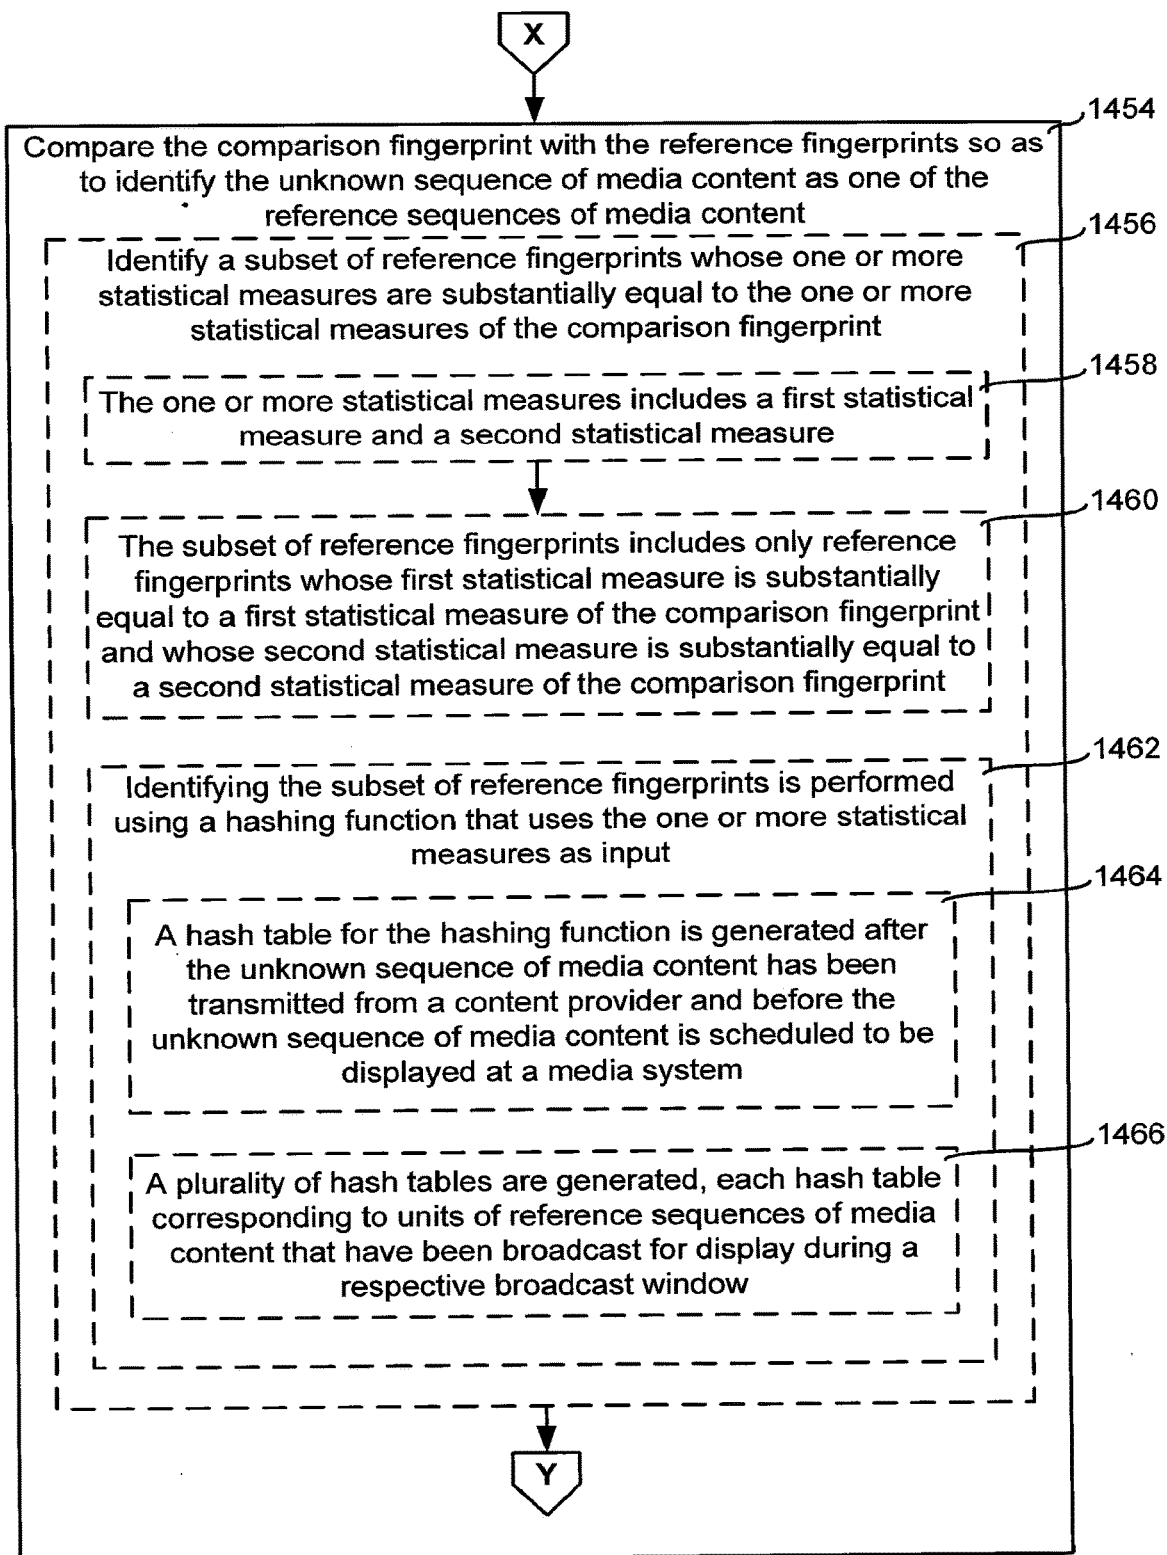 X
1454
Compare the comparison fingerprint with the reference fingerprints so as
to identify the unknown sequence of media content as one of the
reference sequences of media content
1456
Identify a subset of reference fingerprints whose one or more
statistical measures are substantially equal to the one or more
statistical measures of the comparison fingerprint
1458
The one or more statistical measures includes a first statistical
measure and a second statistical measure
1460
The subset of reference fingerprints includes only reference
fingerprints whose first statistical measure is substantially
equal to a first statistical measure of the comparison fingerprint
and whose second statistical measure is substantially equal to
a second statistical measure of the comparison fingerprint
1462
Identifying the subset of reference fingerprints is performed
using a hashing function that uses the one or more statistical
measures as input
1464
A hash table for the hashing function is generated after
the unknown sequence of media content has been
transmitted from a content provider and before the
unknown sequence of media content is scheduled to be
displayed at a media system
1466
A plurality of hash tables are generated, each hash table
corresponding to units of reference sequences of media
content that have been broadcast for display during a
respective broadcast window
Y